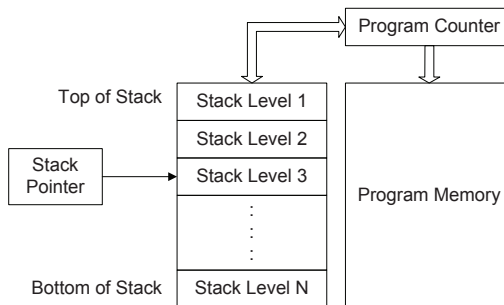 Program Counter
Top of Stack
Stack Level 1
Stack Level 2
Stack
Pointer
Stack Level 3
Program Memory
Bottom of Stack
Stack Level N